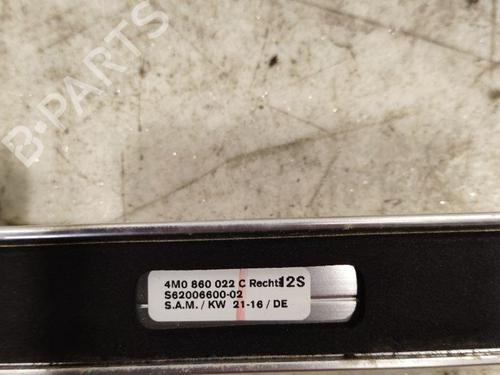 B-PARTS
4M0 860 022 C Rechts 12S
S62006600-02
S.A.M. / KW 21-16 / DE